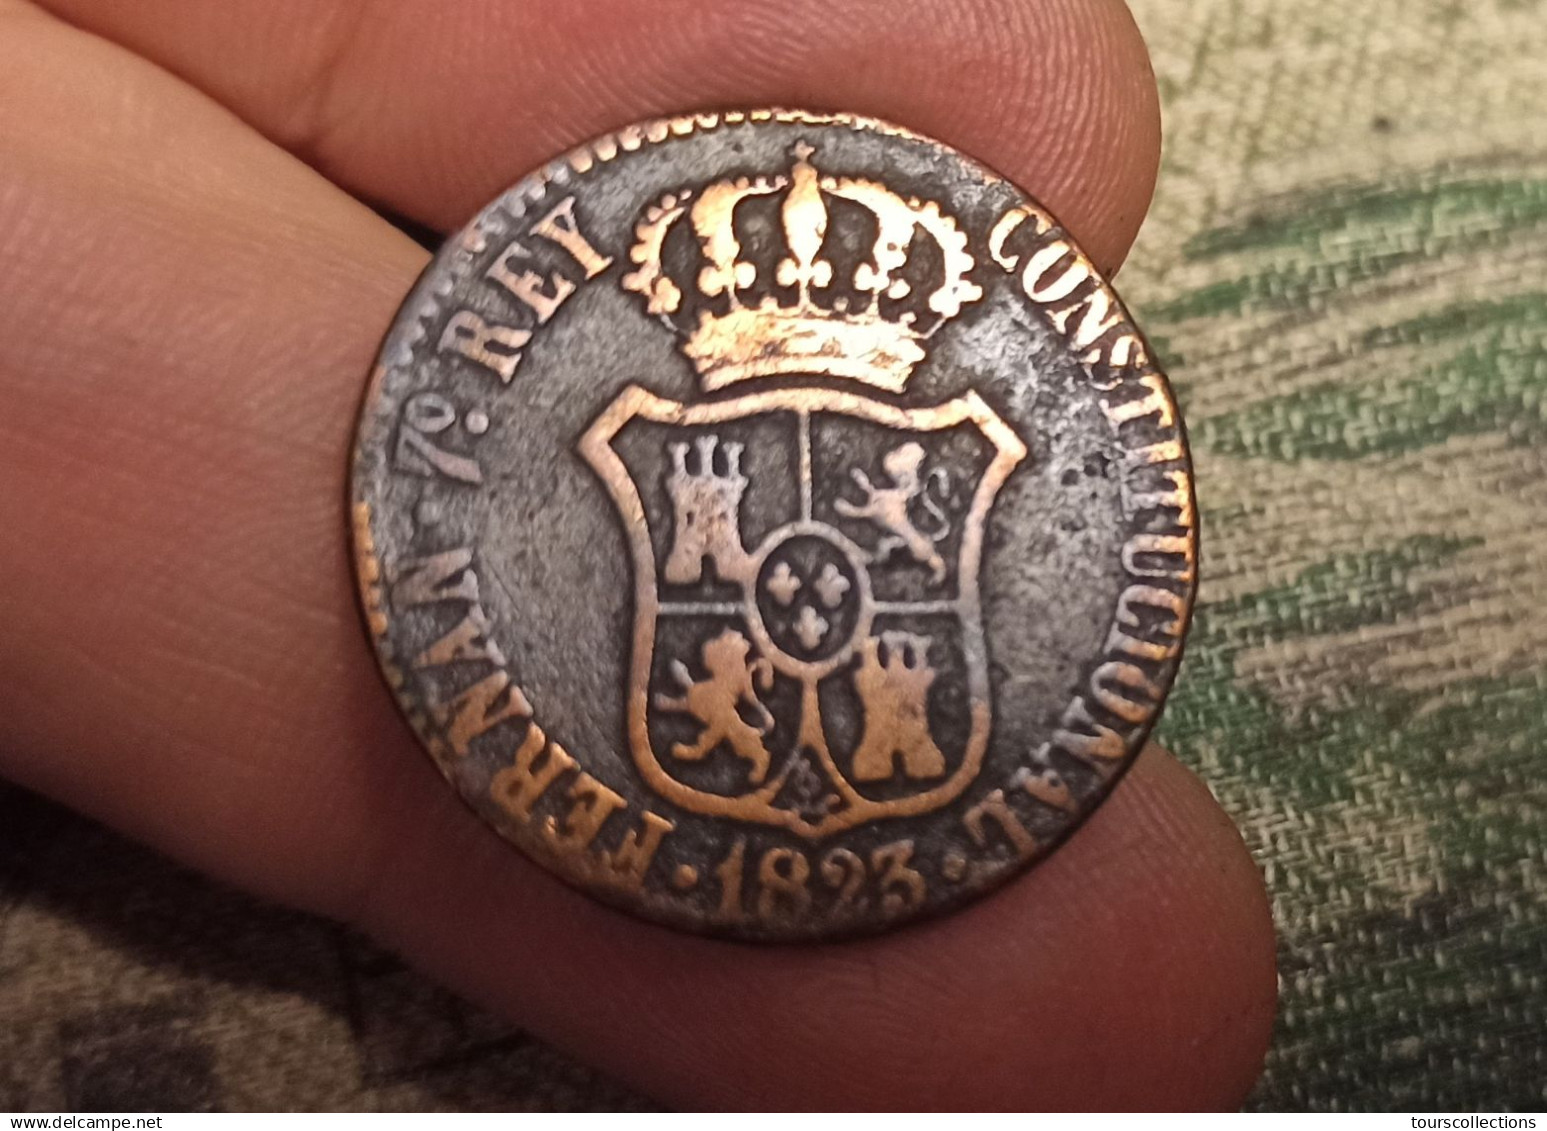 FERNAN 7º. REY CONSTITUCIONAL
· 1823 ·
www.delcampe.net
tourscollections